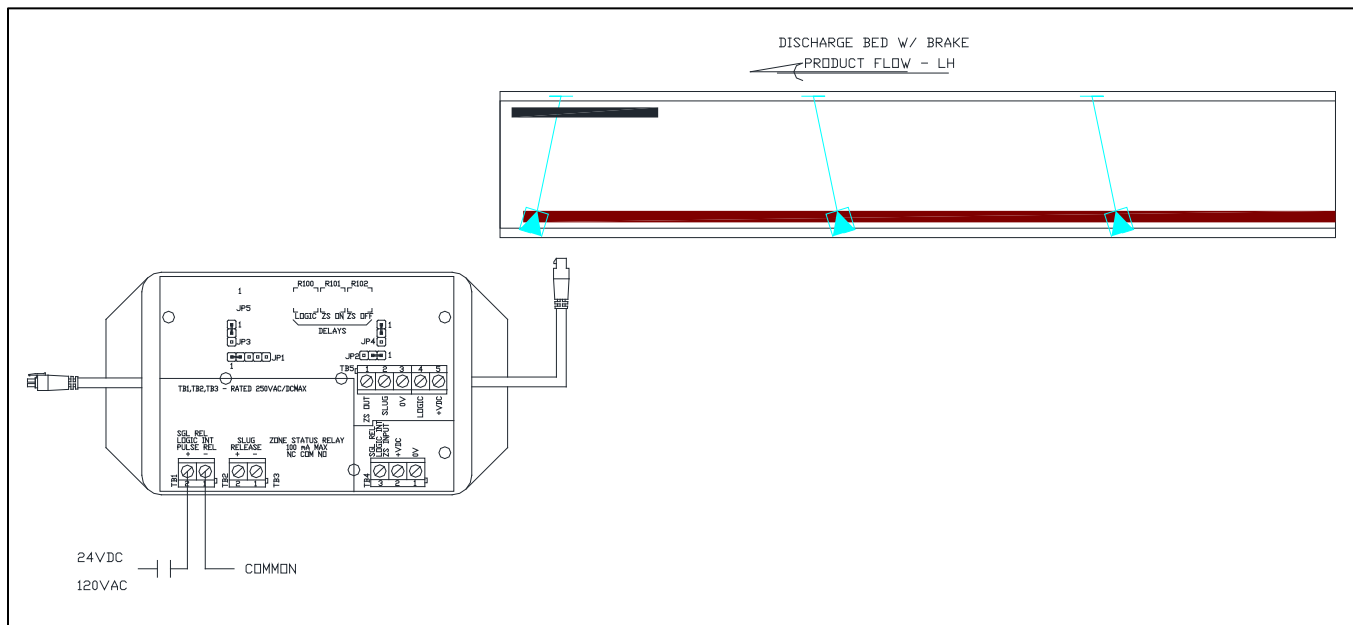 DISCHARGE BED W/ BRAKE
PRODUCT FLOW - LH
1
R100 R101 R102
JP5
LOGIC ZS ON ZS OFF
DELAYS
1
JP3
1
JP4
JP1
1
JP2
1
TB5
1 2 3 4 5
TB1,TB2,TB3 - RATED 250VAC/DCMAX
ZS OUT
SLUG
0V
LOGIC
+VDC
SGL REL
LOGIC INT
PULSE REL
+ -
SLUG
RELEASE
+ -
ZONE STATUS RELAY
100 mA MAX
NC COM NO
SGL REL
LOGIC INT
ZS INPUT
+VDC
0V
TB1
2 1
TB2
2 1
TB3
TB4
3 2 1
24VDC
120VAC
COMMON